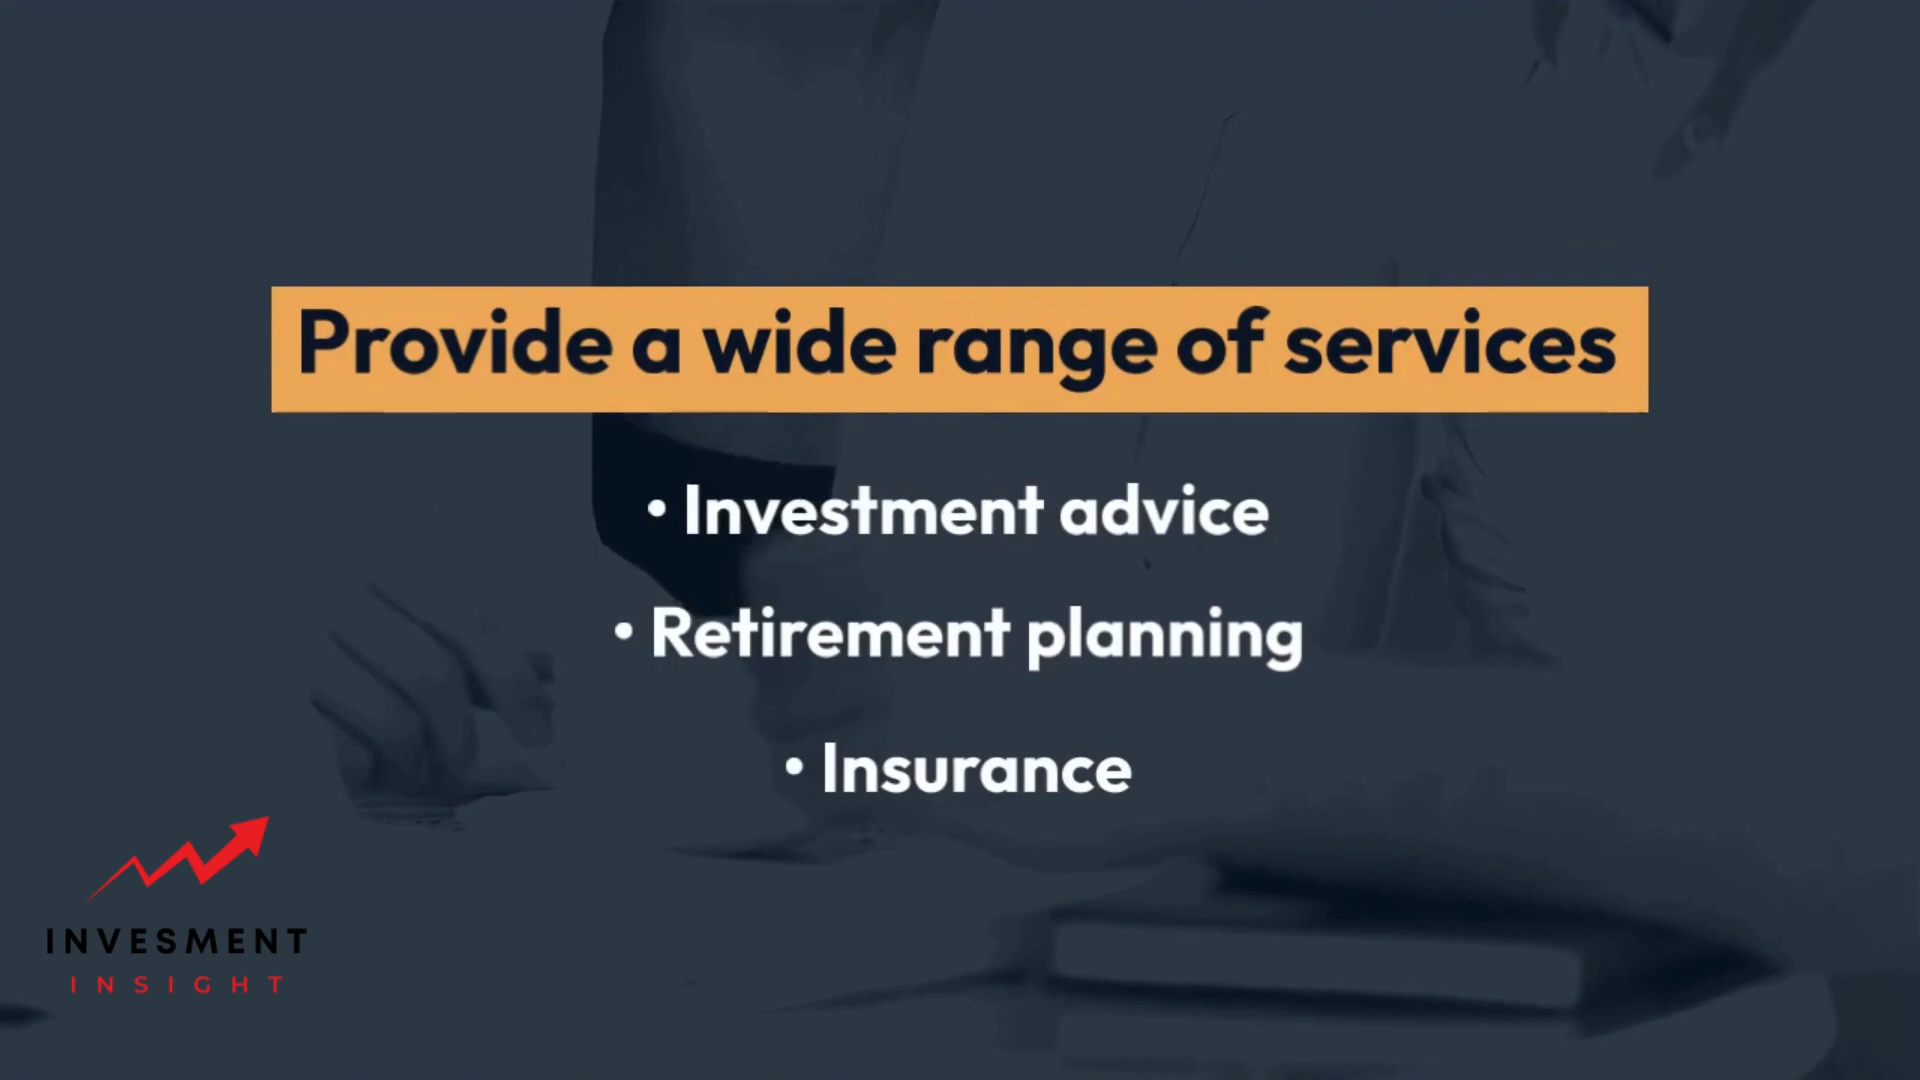 Provide a wide range of services
• Investment advice
• Retirement planning
• Insurance
INVESMENT
INSIGHT